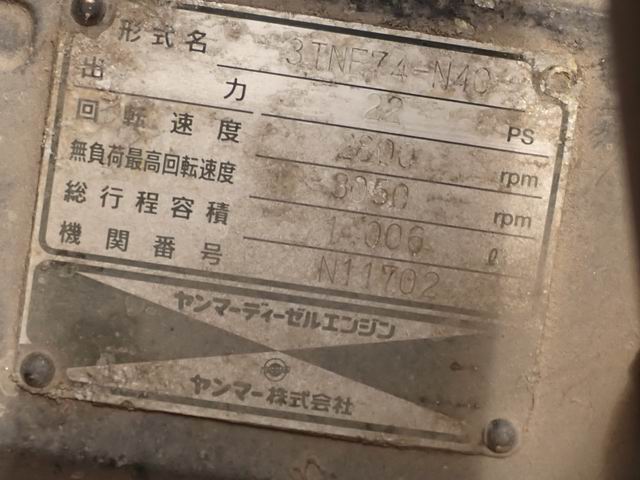 形式名 3TNE74-N4C
出力 22 PS
回転速度 2800 rpm
無負荷最高回転速度 3050 rpm
総行程容積 1.006 ℓ
機関番号 N11702
ヤンマーディーゼルエンジン
ヤンマー株式会社